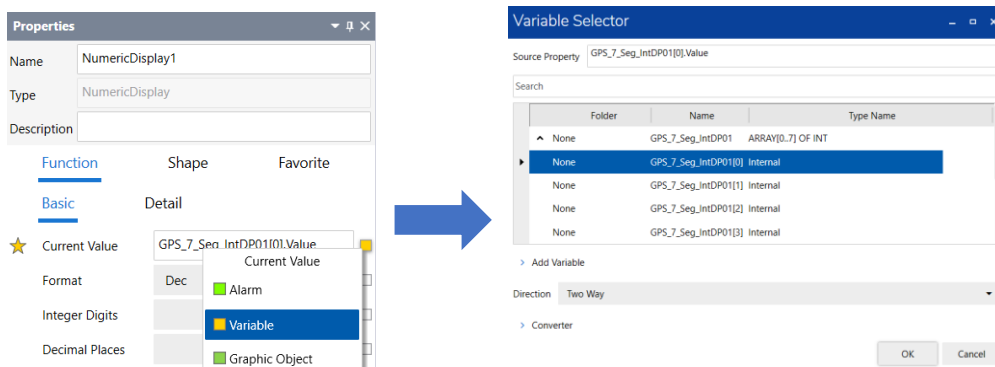 Properties
Name NumericDisplay1
Type NumericDisplay
Description
Function Shape Favorite
Basic Detail
Current Value GPS_7_Seg_IntDP01[0].Value
Current Value
Format Dec
Alarm
Integer Digits
Variable
Decimal Places
Graphic Object
Variable Selector
Source Property GPS_7_Seg_IntDP01[0].Value
Search
Folder Name Type Name
None GPS_7_Seg_IntDP01 ARRAY[0..7] OF INT
None GPS_7_Seg_IntDP01[0] Internal
None GPS_7_Seg_IntDP01[1] Internal
None GPS_7_Seg_IntDP01[2] Internal
None GPS_7_Seg_IntDP01[3] Internal
Add Variable
Direction Two Way
Converter
OK Cancel